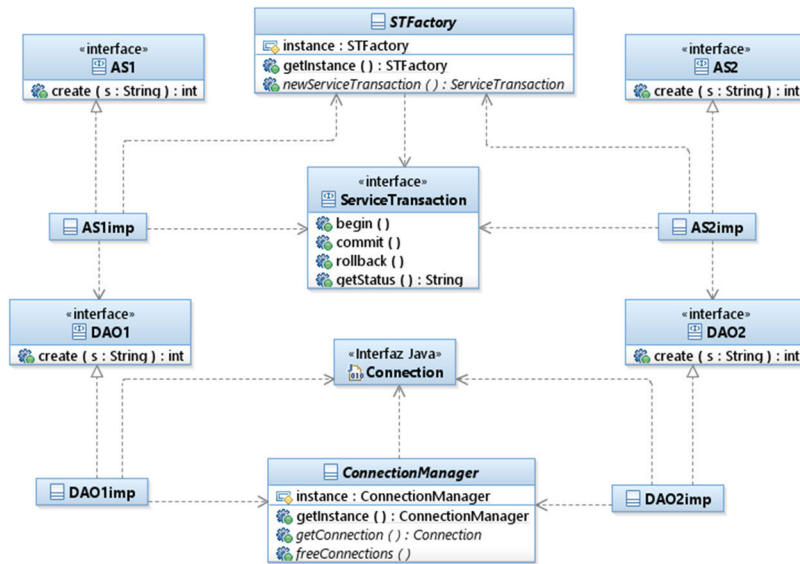 STFactory
instance : STFactory
getInstance ( ) : STFactory
newServiceTransaction ( ) : ServiceTransaction
«interface»
AS1
create ( s : String ) : int
«interface»
AS2
create ( s : String ) : int
«interface»
ServiceTransaction
begin ( )
commit ( )
rollback ( )
getStatus ( ) : String
AS1imp
AS2imp
«interface»
DAO1
create ( s : String ) : int
«interface»
DAO2
create ( s : String ) : int
«Interfaz Java»
Connection
ConnectionManager
instance : ConnectionManager
getInstance ( ) : ConnectionManager
getConnection ( ) : Connection
freeConnections ( )
DAO1imp
DAO2imp